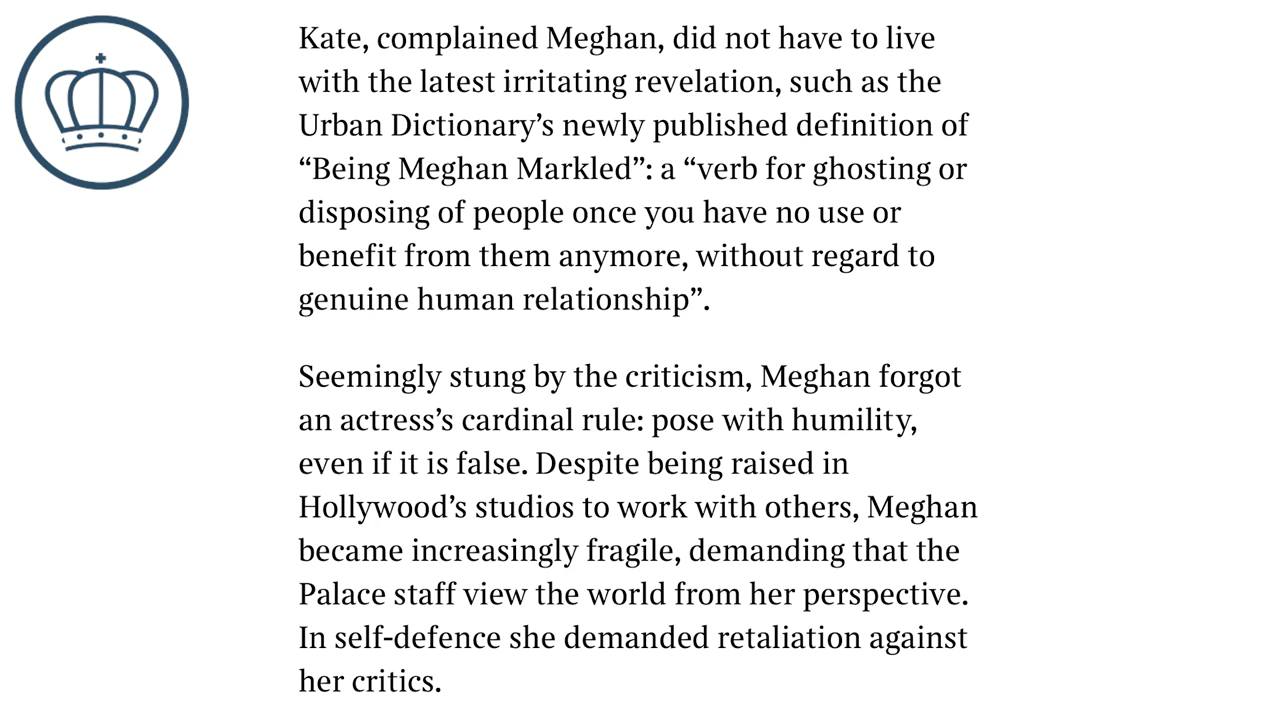 Kate, complained Meghan, did not have to live
with the latest irritating revelation, such as the
Urban Dictionary’s newly published definition of
“Being Meghan Markled”: a “verb for ghosting or
disposing of people once you have no use or
benefit from them anymore, without regard to
genuine human relationship”.
Seemingly stung by the criticism, Meghan forgot
an actress’s cardinal rule: pose with humility,
even if it is false. Despite being raised in
Hollywood’s studios to work with others, Meghan
became increasingly fragile, demanding that the
Palace staff view the world from her perspective.
In self-defence she demanded retaliation against
her critics.